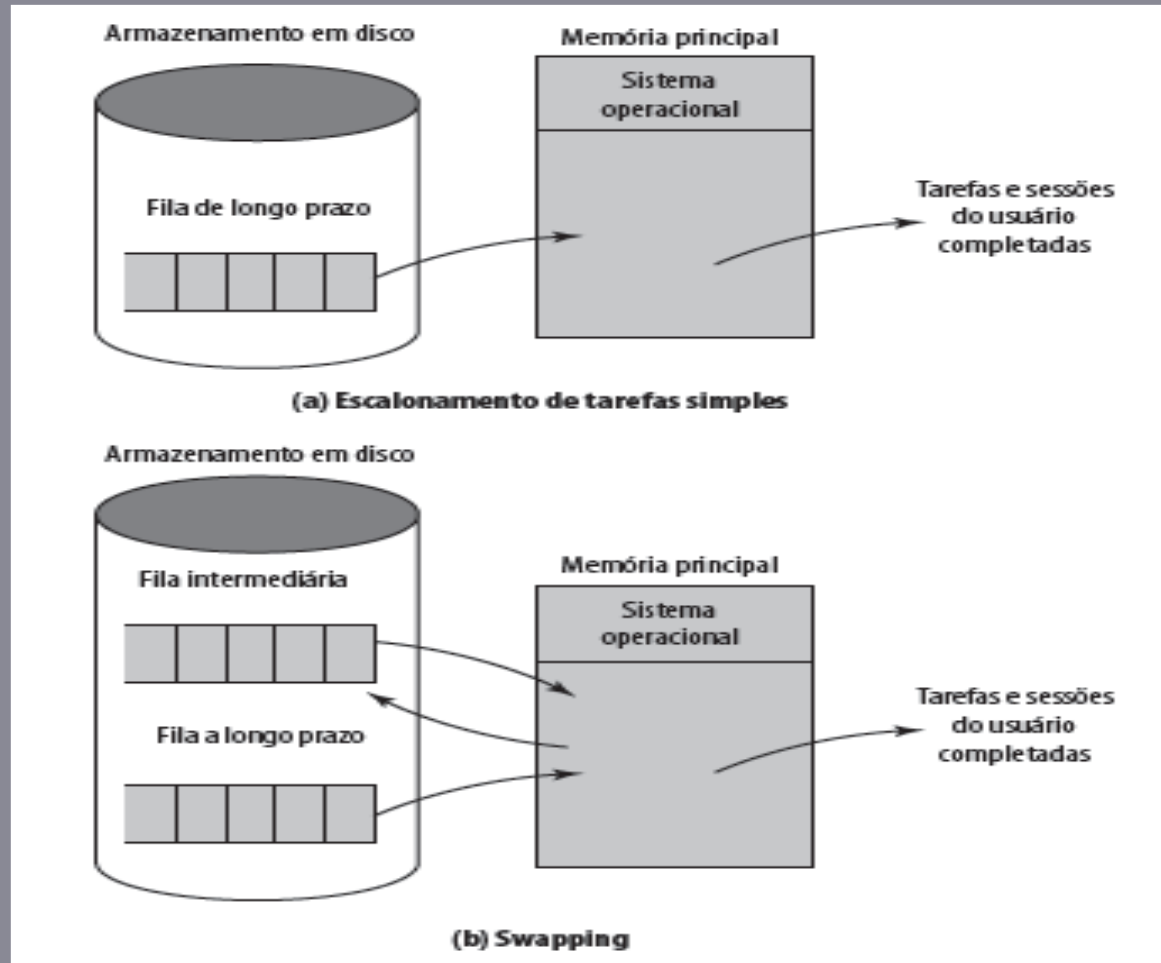 Armazenamento em disco
Memória principal
Sistema
operacional
Fila de longo prazo
Tarefas e sessões
do usuário
completadas
(a) Escalonamento de tarefas simples
Armazenamento em disco
Fila intermediária
Memória principal
Sistema
operacional
Fila a longo prazo
Tarefas e sessões
do usuário
completadas
(b) Swapping